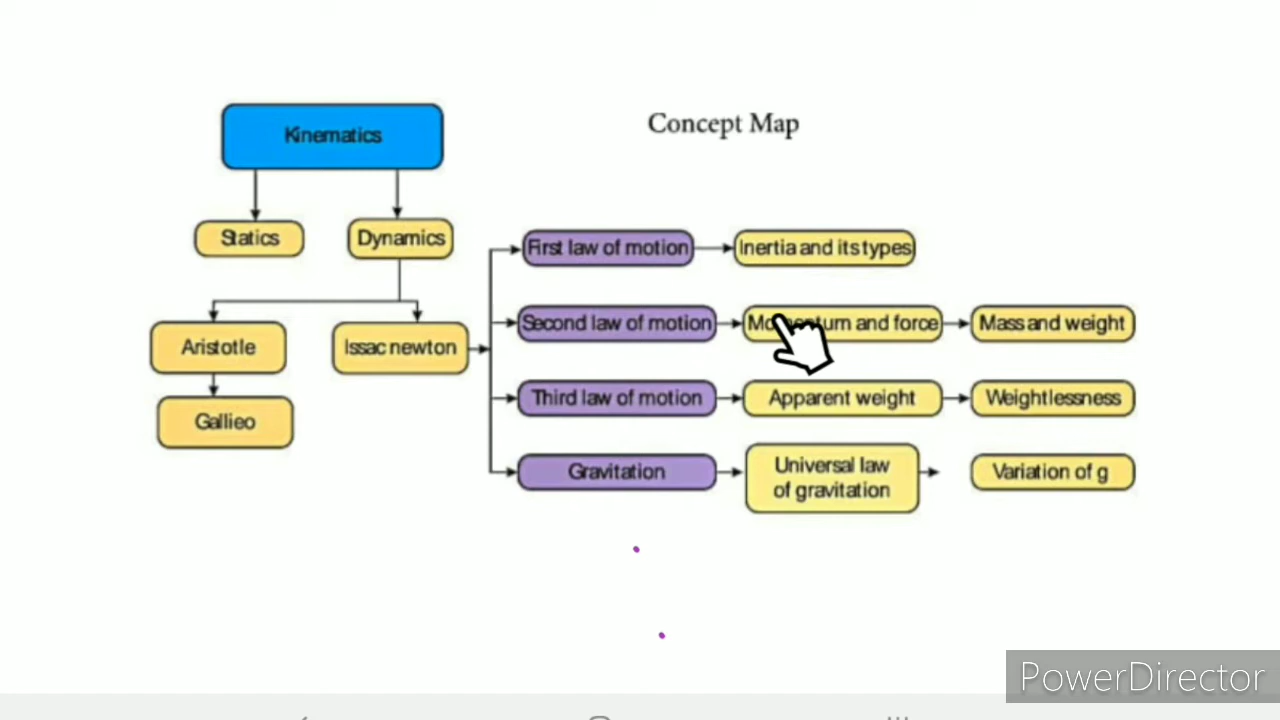 Concept Map
Kinematics
Statics
Dynamics
Aristotle
Gallieo
Issac newton
First law of motion
Inertia and its types
Second law of motion
Momentum and force
Mass and weight
Third law of motion
Apparent weight
Weightlessness
Gravitation
Universal law
of gravitation
Variation of g
PowerDirector